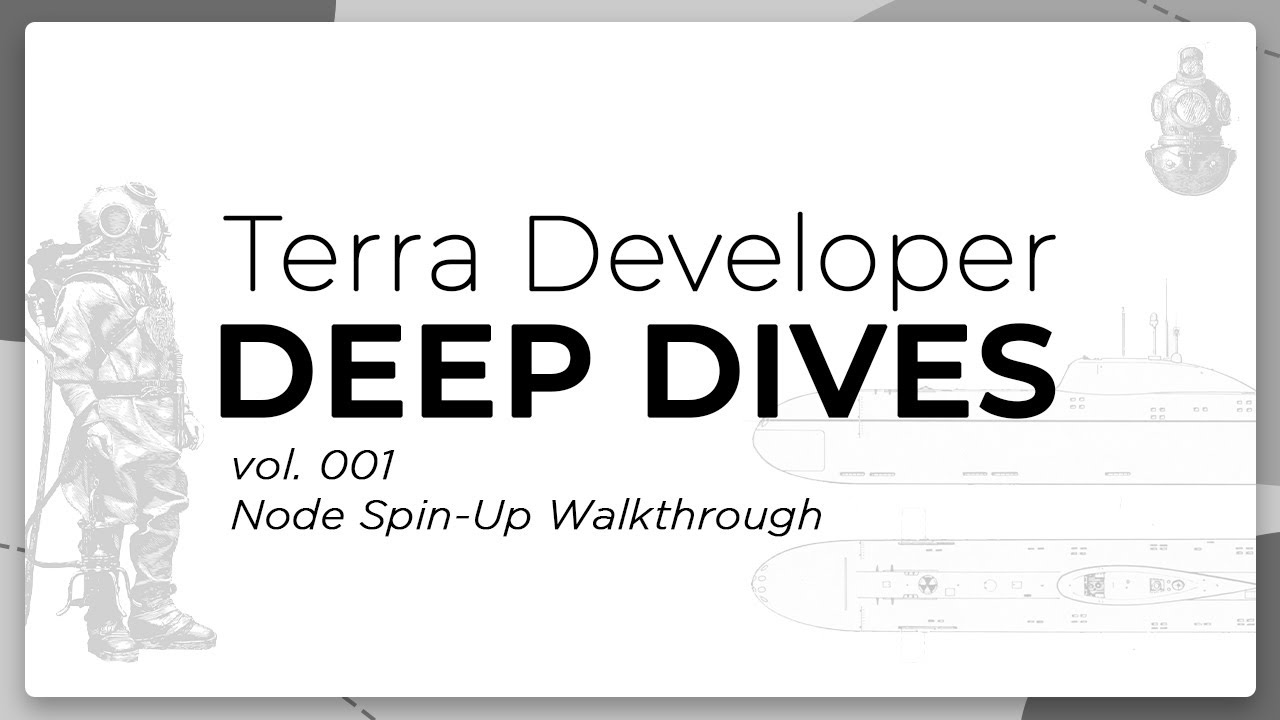 Terra Developer
DEEP DIVES
vol. 001
Node Spin-Up Walkthrough